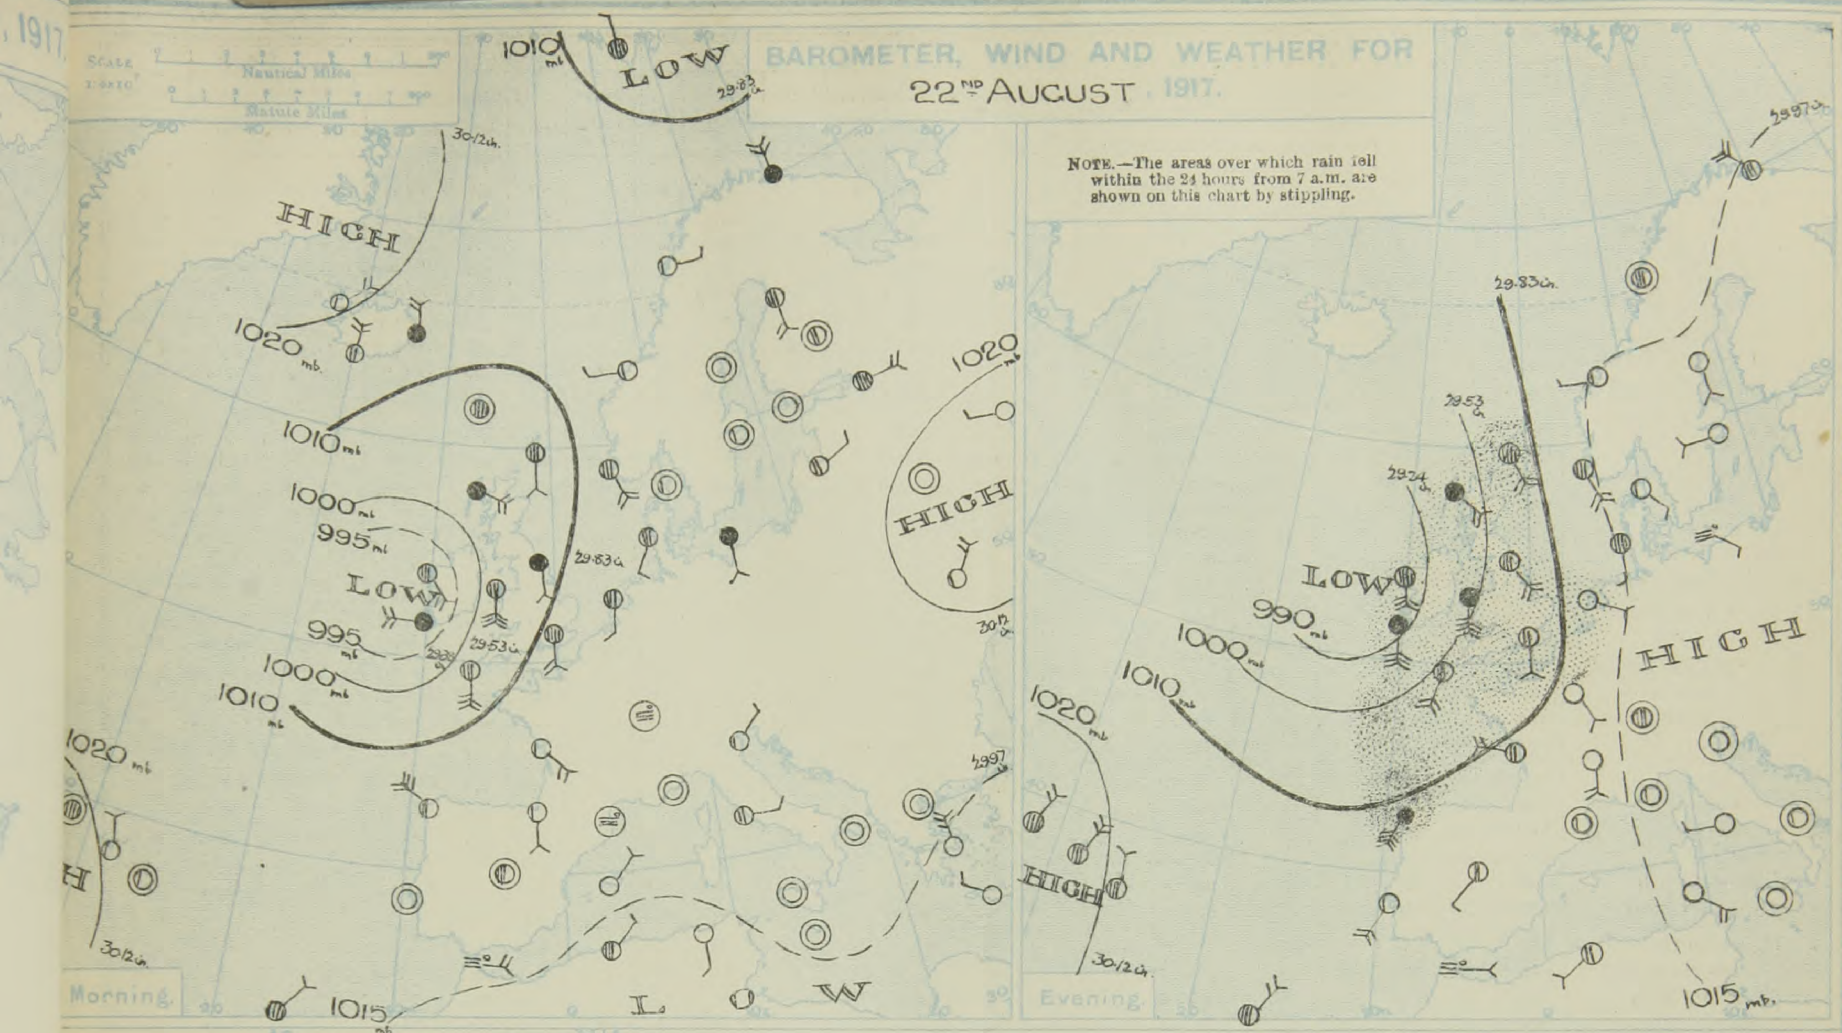 , 1917.
Nautical Miles
Statute Miles
BAROMETER, WIND AND WEATHER FOR
22ND AUGUST, 1917.
1010 mb
LOW
29·83 in
30·12 in.
HIGH
1020 mb.
1010 mb
1000 mb
995 mb
LOW
995 mb
1000 mb
29·53 in
1010 mb
29·83 in
1020 mb
HIGH
30·12 in
1020 mb
H
30·12 in.
29·97
1015 mb
LOW
Morning.
NOTE.—The areas over which rain fell
within the 24 hours from 7 a.m. are
shown on this chart by stippling.
29·97 in
29·83 in.
29·53 in
29·24 in
LOW
990 mb
1000 mb
1010 mb
HIGH
1020 mb
HIGH
30·12 in.
1015 mb.
Evening.